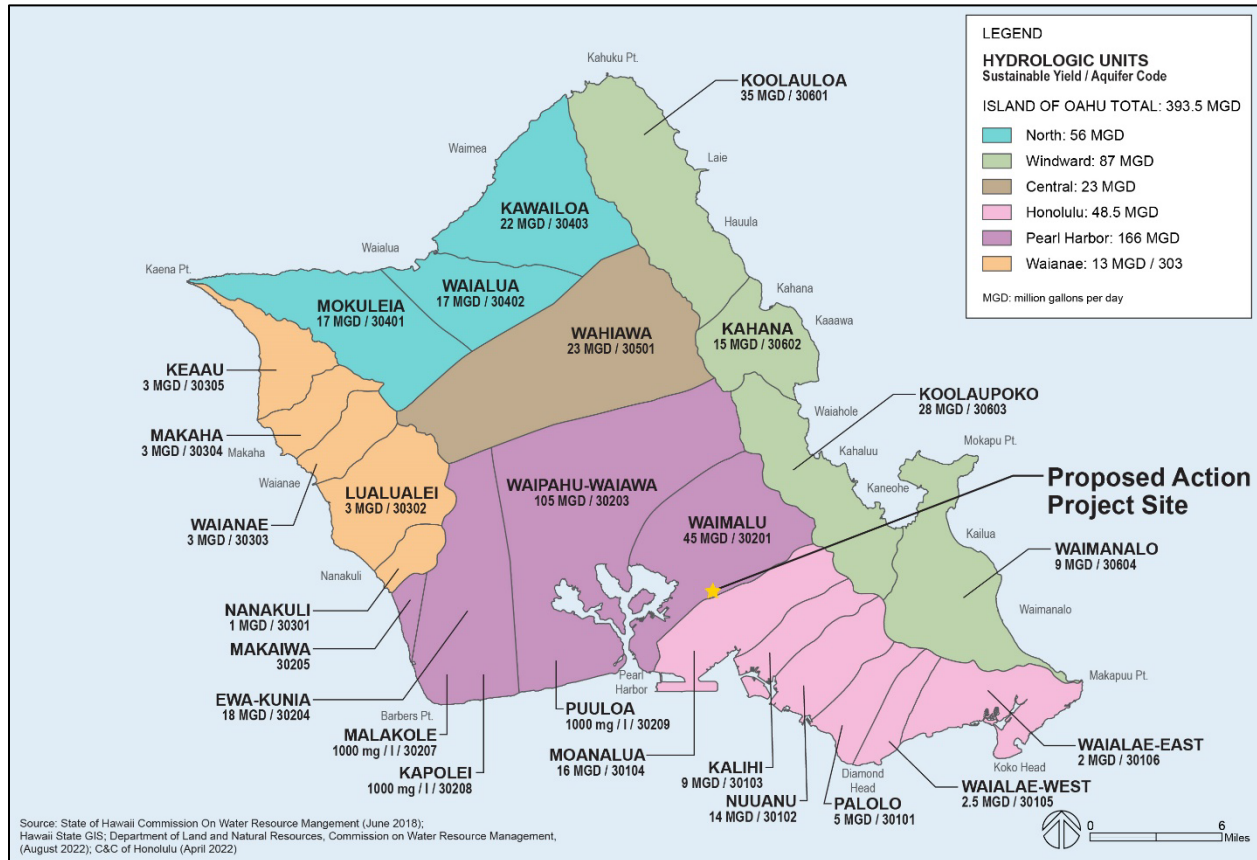 LEGEND
HYDROLOGIC UNITS
Sustainable Yield / Aquifer Code
ISLAND OF OAHU TOTAL: 393.5 MGD
North: 56 MGD
Windward: 87 MGD
Central: 23 MGD
Honolulu: 48.5 MGD
Pearl Harbor: 166 MGD
Waianae: 13 MGD / 303
MGD: million gallons per day
Kahuku Pt.
KOOLAULOA
35 MGD / 30601
Waimea
Laie
KAWAILOA
22 MGD / 30403
Hauula
Waialua
Kaena Pt.
WAIALUA
17 MGD / 30402
MOKULEIA
17 MGD / 30401
Kahana
Kaaawa
WAHIAWA
23 MGD / 30501
KAHANA
15 MGD / 30602
KEAAU
3 MGD / 30305
KOOLAUPOKO
28 MGD / 30603
Waiahole
MAKAHA
3 MGD / 30304
Makaha
Mokapu Pt.
Kahaluu
Waianae
Kaneohe
Proposed Action
Project Site
LUALUALEI
3 MGD / 30302
WAIPAHU-WAIAWA
105 MGD / 30203
WAIMALU
45 MGD / 30201
WAIANAE
3 MGD / 30303
Kailua
WAIMANALO
9 MGD / 30604
Nanakuli
NANAKULI
1 MGD / 30301
Waimanalo
MAKAIWA
30205
Pearl
Harbor
Makapuu Pt.
EWA-KUNIA
18 MGD / 30204
Barbers Pt.
PUULOA
1000 mg / l / 30209
MALAKOLE
1000 mg / l / 30207
MOANALUA
16 MGD / 30104
KALIHI
9 MGD / 30103
WAIALAE-EAST
2 MGD / 30106
KAPOLEI
1000 mg / l / 30208
Diamond
Head
Koko Head
NUUANU
14 MGD / 30102
PALOLO
5 MGD / 30101
WAIALAE-WEST
2.5 MGD / 30105
Source: State of Hawaii Commission On Water Resource Mangement (June 2018);
Hawaii State GIS; Department of Land and Natural Resources, Commission on Water Resource Management,
(August 2022); C&C of Honolulu (April 2022)
0 6
Miles